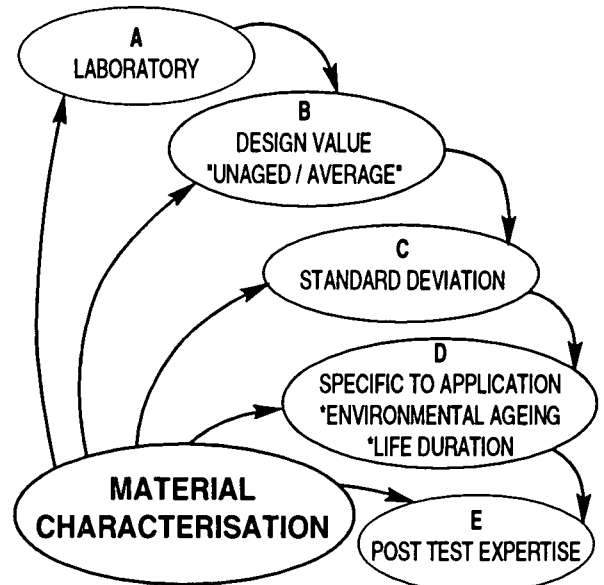 A
LABORATORY
B
DESIGN VALUE
"UNAGED / AVERAGE"
C
STANDARD DEVIATION
D
SPECIFIC TO APPLICATION
*ENVIRONMENTAL AGEING
*LIFE DURATION
MATERIAL
CHARACTERISATION
E
POST TEST EXPERTISE